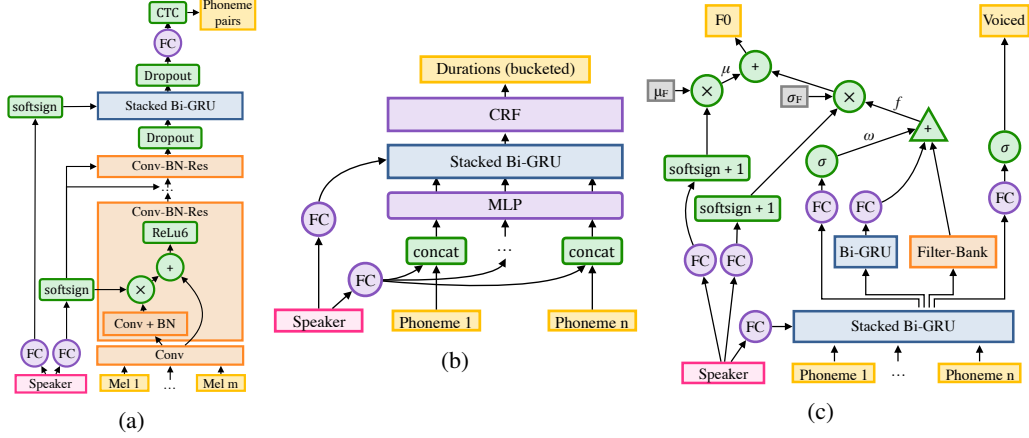 CTC
Phoneme
pairs
FC
Dropout
softsign
Stacked Bi-GRU
Dropout
Conv-BN-Res
...
Conv-BN-Res
ReLu6
+
softsign
×
Conv + BN
FC
FC
Conv
Speaker
Mel 1
...
Mel m
(a)
Durations (bucketed)
CRF
Stacked Bi-GRU
FC
MLP
concat
...
concat
FC
Speaker
Phoneme 1
Phoneme n
(b)
F0
Voiced
μ
+
μF
×
σF
×
f
+
ω
σ
σ
softsign + 1
softsign + 1
FC
FC
FC
FC
FC
Bi-GRU
Filter-Bank
FC
Stacked Bi-GRU
Speaker
Phoneme 1
...
Phoneme n
(c)